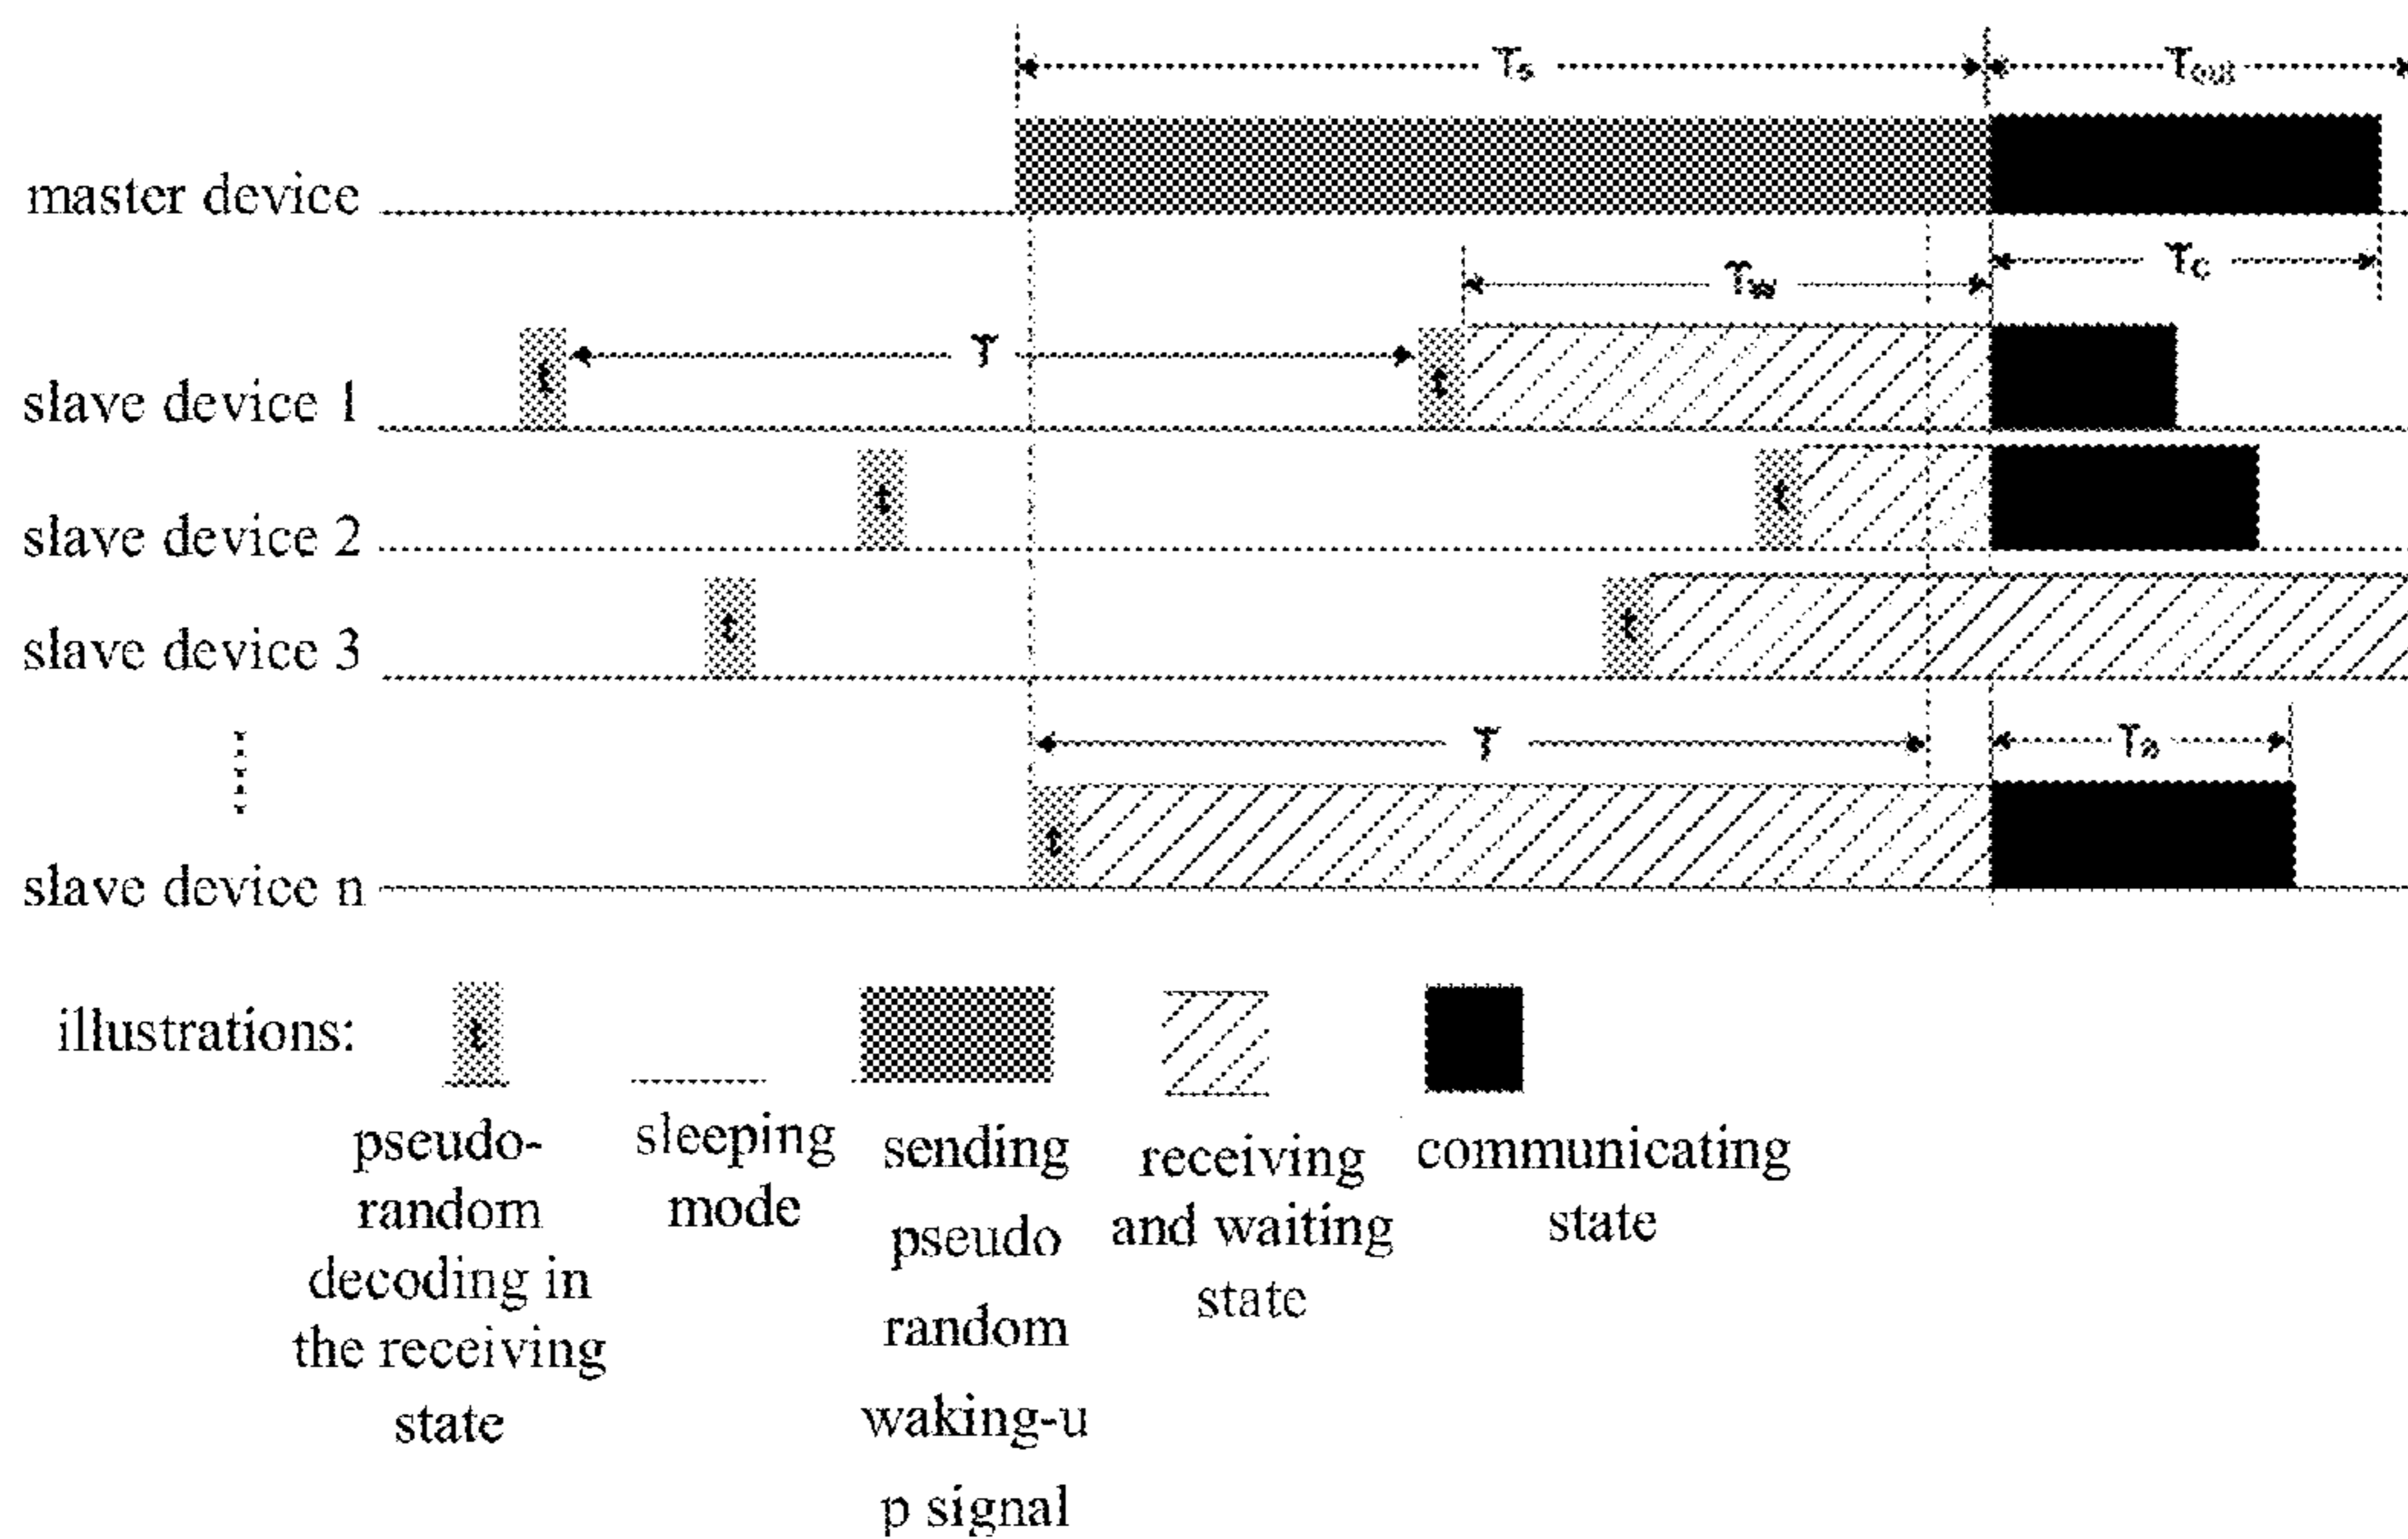 Ts Tout
master device
Tc
Tw
t T t
slave device 1
t t
slave device 2
t t
slave device 3
T
t
slave device n
illustrations: t
pseudo-
random
decoding in
the receiving
state
sleeping
mode
sending
pseudo
random
waking-u
p signal
receiving
and waiting
state
communicating
state